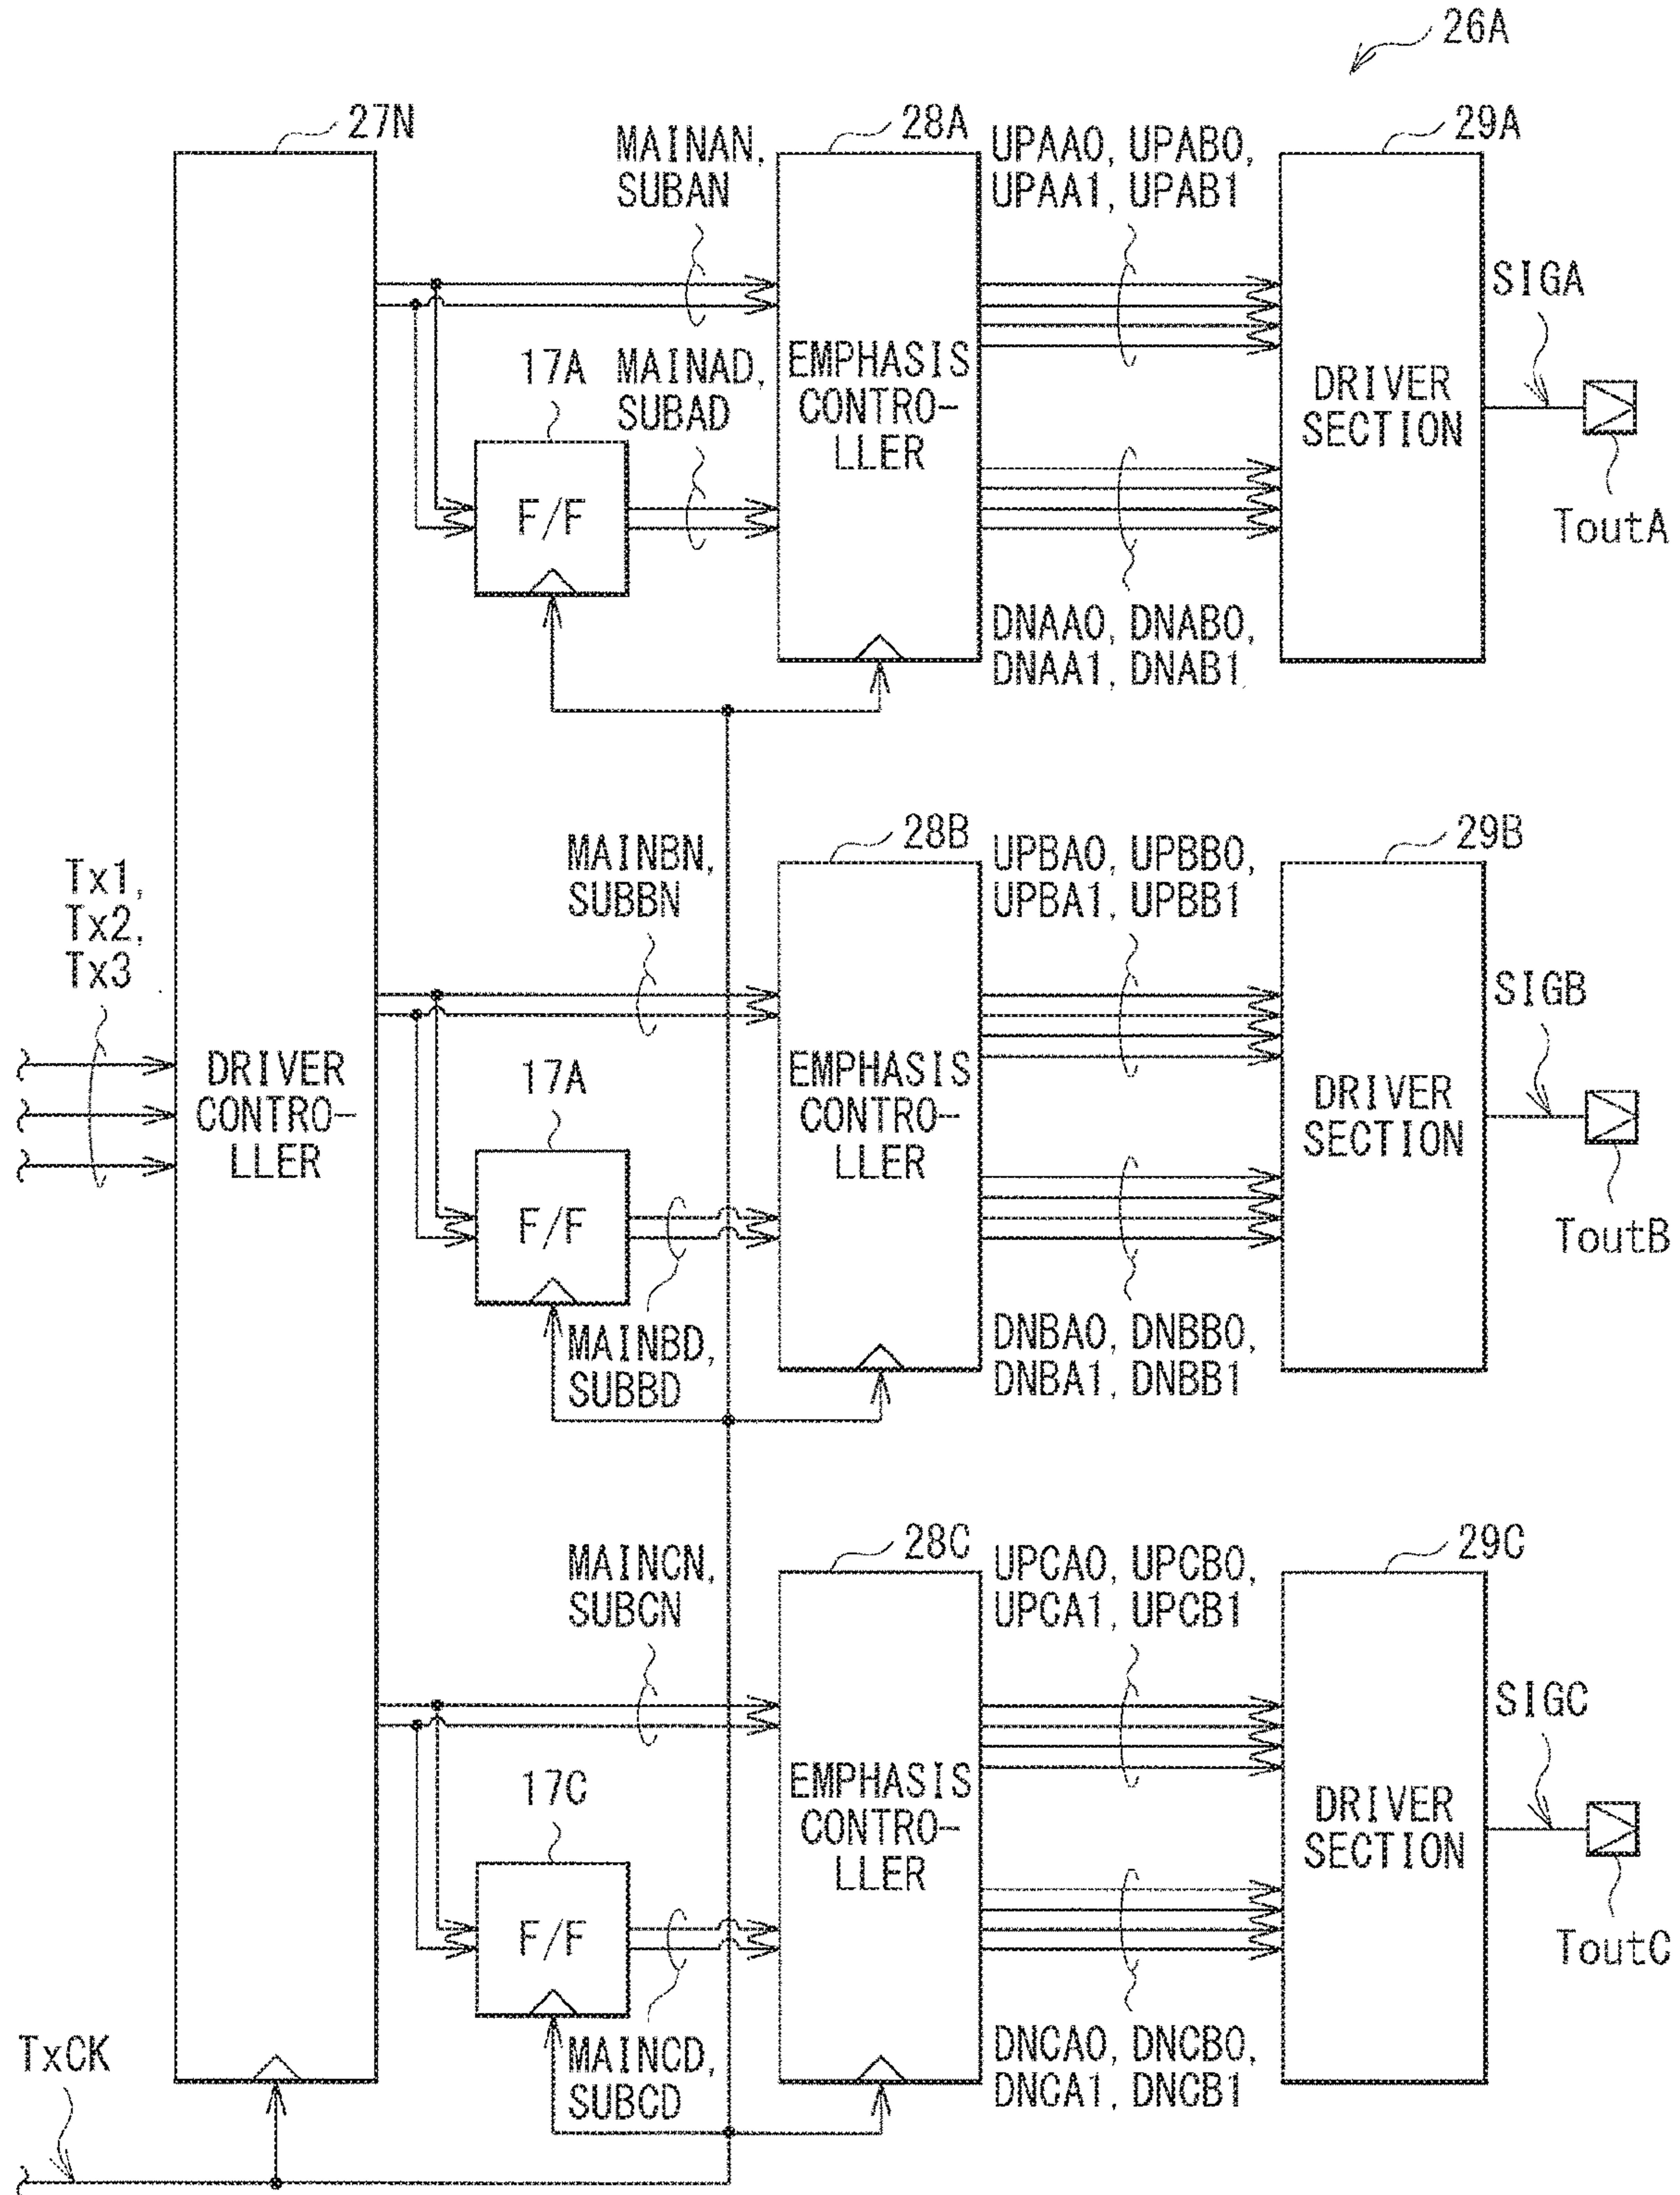 26A
27N
MAINAN,
SUBAN
28A
UPAA0, UPAB0,
UPAA1, UPAB1
29A
SIGA
17A
MAINAD,
SUBAD
EMPHASIS
CONTRO-
LLER
DRIVER
SECTION
F/F
ToutA
DNAA0, DNAB0,
DNAA1, DNAB1
Tx1,
Tx2,
Tx3
DRIVER
CONTRO-
LLER
MAINBN,
SUBBN
28B
UPBA0, UPBB0,
UPBA1, UPBB1
29B
SIGB
17A
EMPHASIS
CONTRO-
LLER
DRIVER
SECTION
F/F
ToutB
MAINBD,
SUBBD
DNBA0, DNBB0,
DNBA1, DNBB1
MAINCN,
SUBCN
28C
UPCA0, UPCB0,
UPCA1, UPCB1
29C
SIGC
17C
EMPHASIS
CONTRO-
LLER
DRIVER
SECTION
F/F
ToutC
MAINCD,
SUBCD
DNCA0, DNCB0,
DNCA1, DNCB1
TxCK